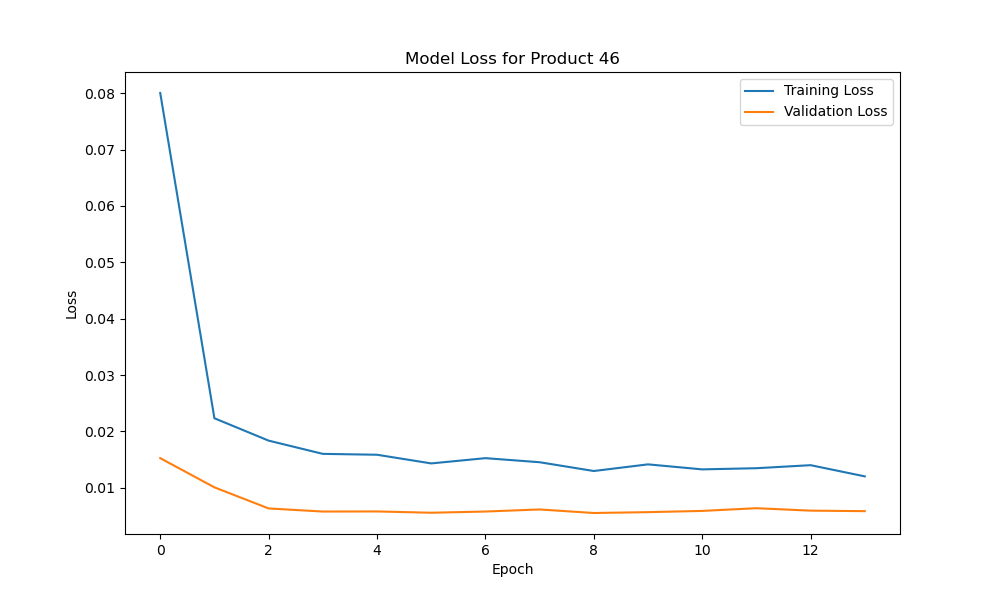 Model Loss for Product 46
Training Loss
Validation Loss
0.08
0.07
0.06
0.05
0.04
0.03
0.02
0.01
Loss
0 2 4 6 8 10 12
Epoch